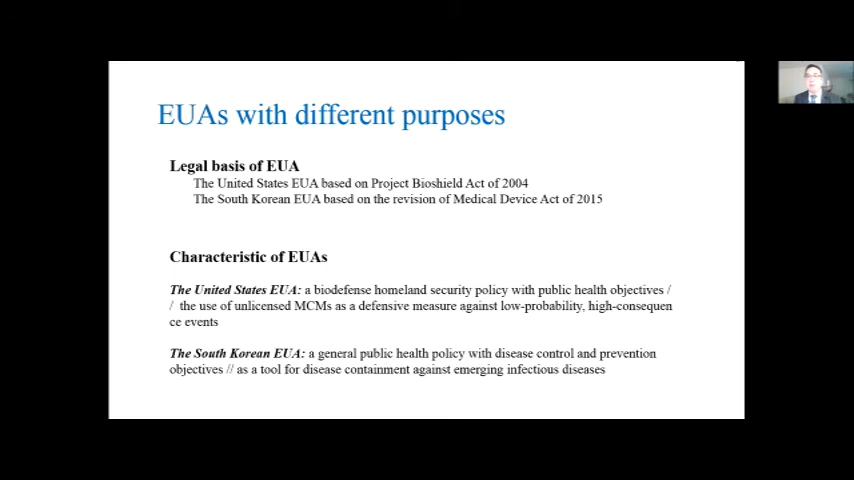 EUAs with different purposes
Legal basis of EUA
The United States EUA based on Project Bioshield Act of 2004
The South Korean EUA based on the revision of Medical Device Act of 2015
Characteristic of EUAs
The United States EUA: a biodefense homeland security policy with public health objectives /
/ the use of unlicensed MCMs as a defensive measure against low-probability, high-consequen
ce events
The South Korean EUA: a general public health policy with disease control and prevention
objectives // as a tool for disease containment against emerging infectious diseases